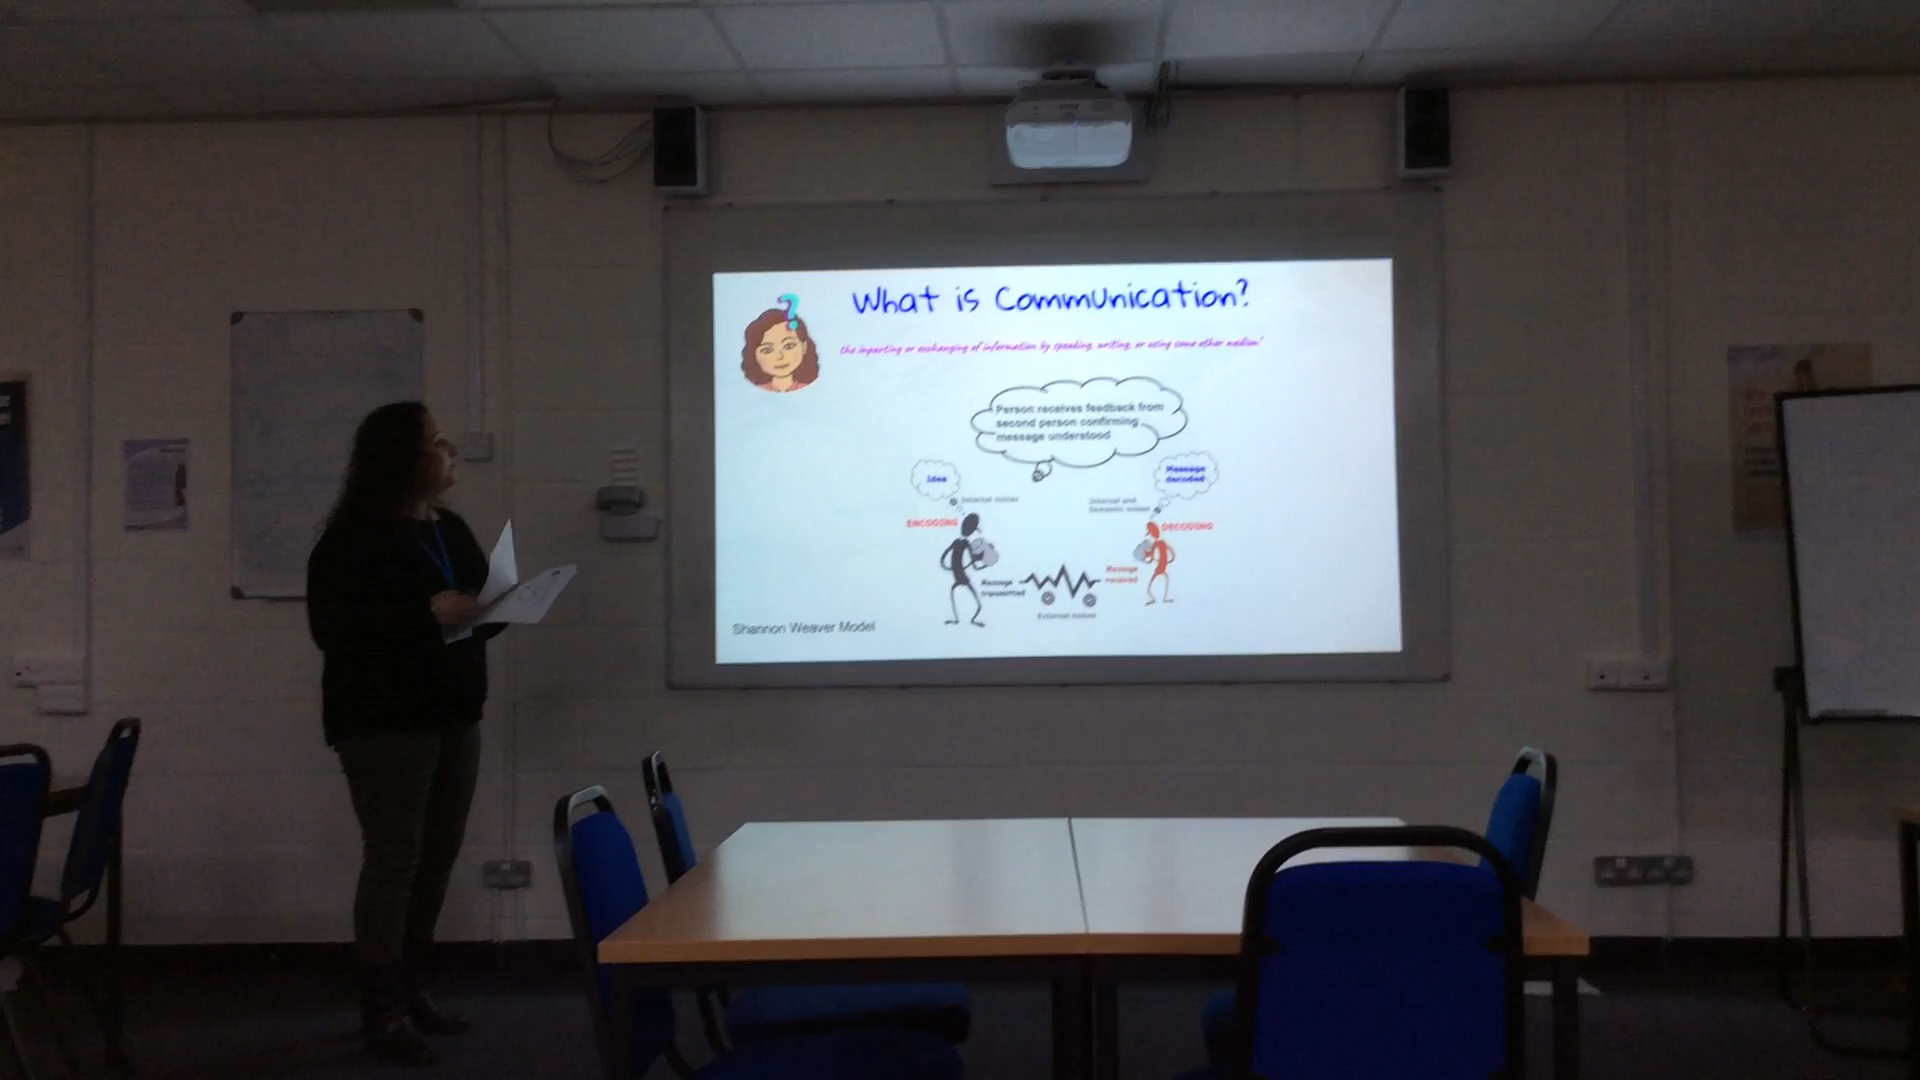 What is Communication?
the imparting or exchanging of information by speaking, writing, or using some other medium'
Person receives feedback from
second person confirming
message understood
Idea
Message
decoded
Internal noises
Internal and
Semantic noises
ENCODING
DECODING
Message
transmitted
Message
received
External noises
Shannon Weaver Model